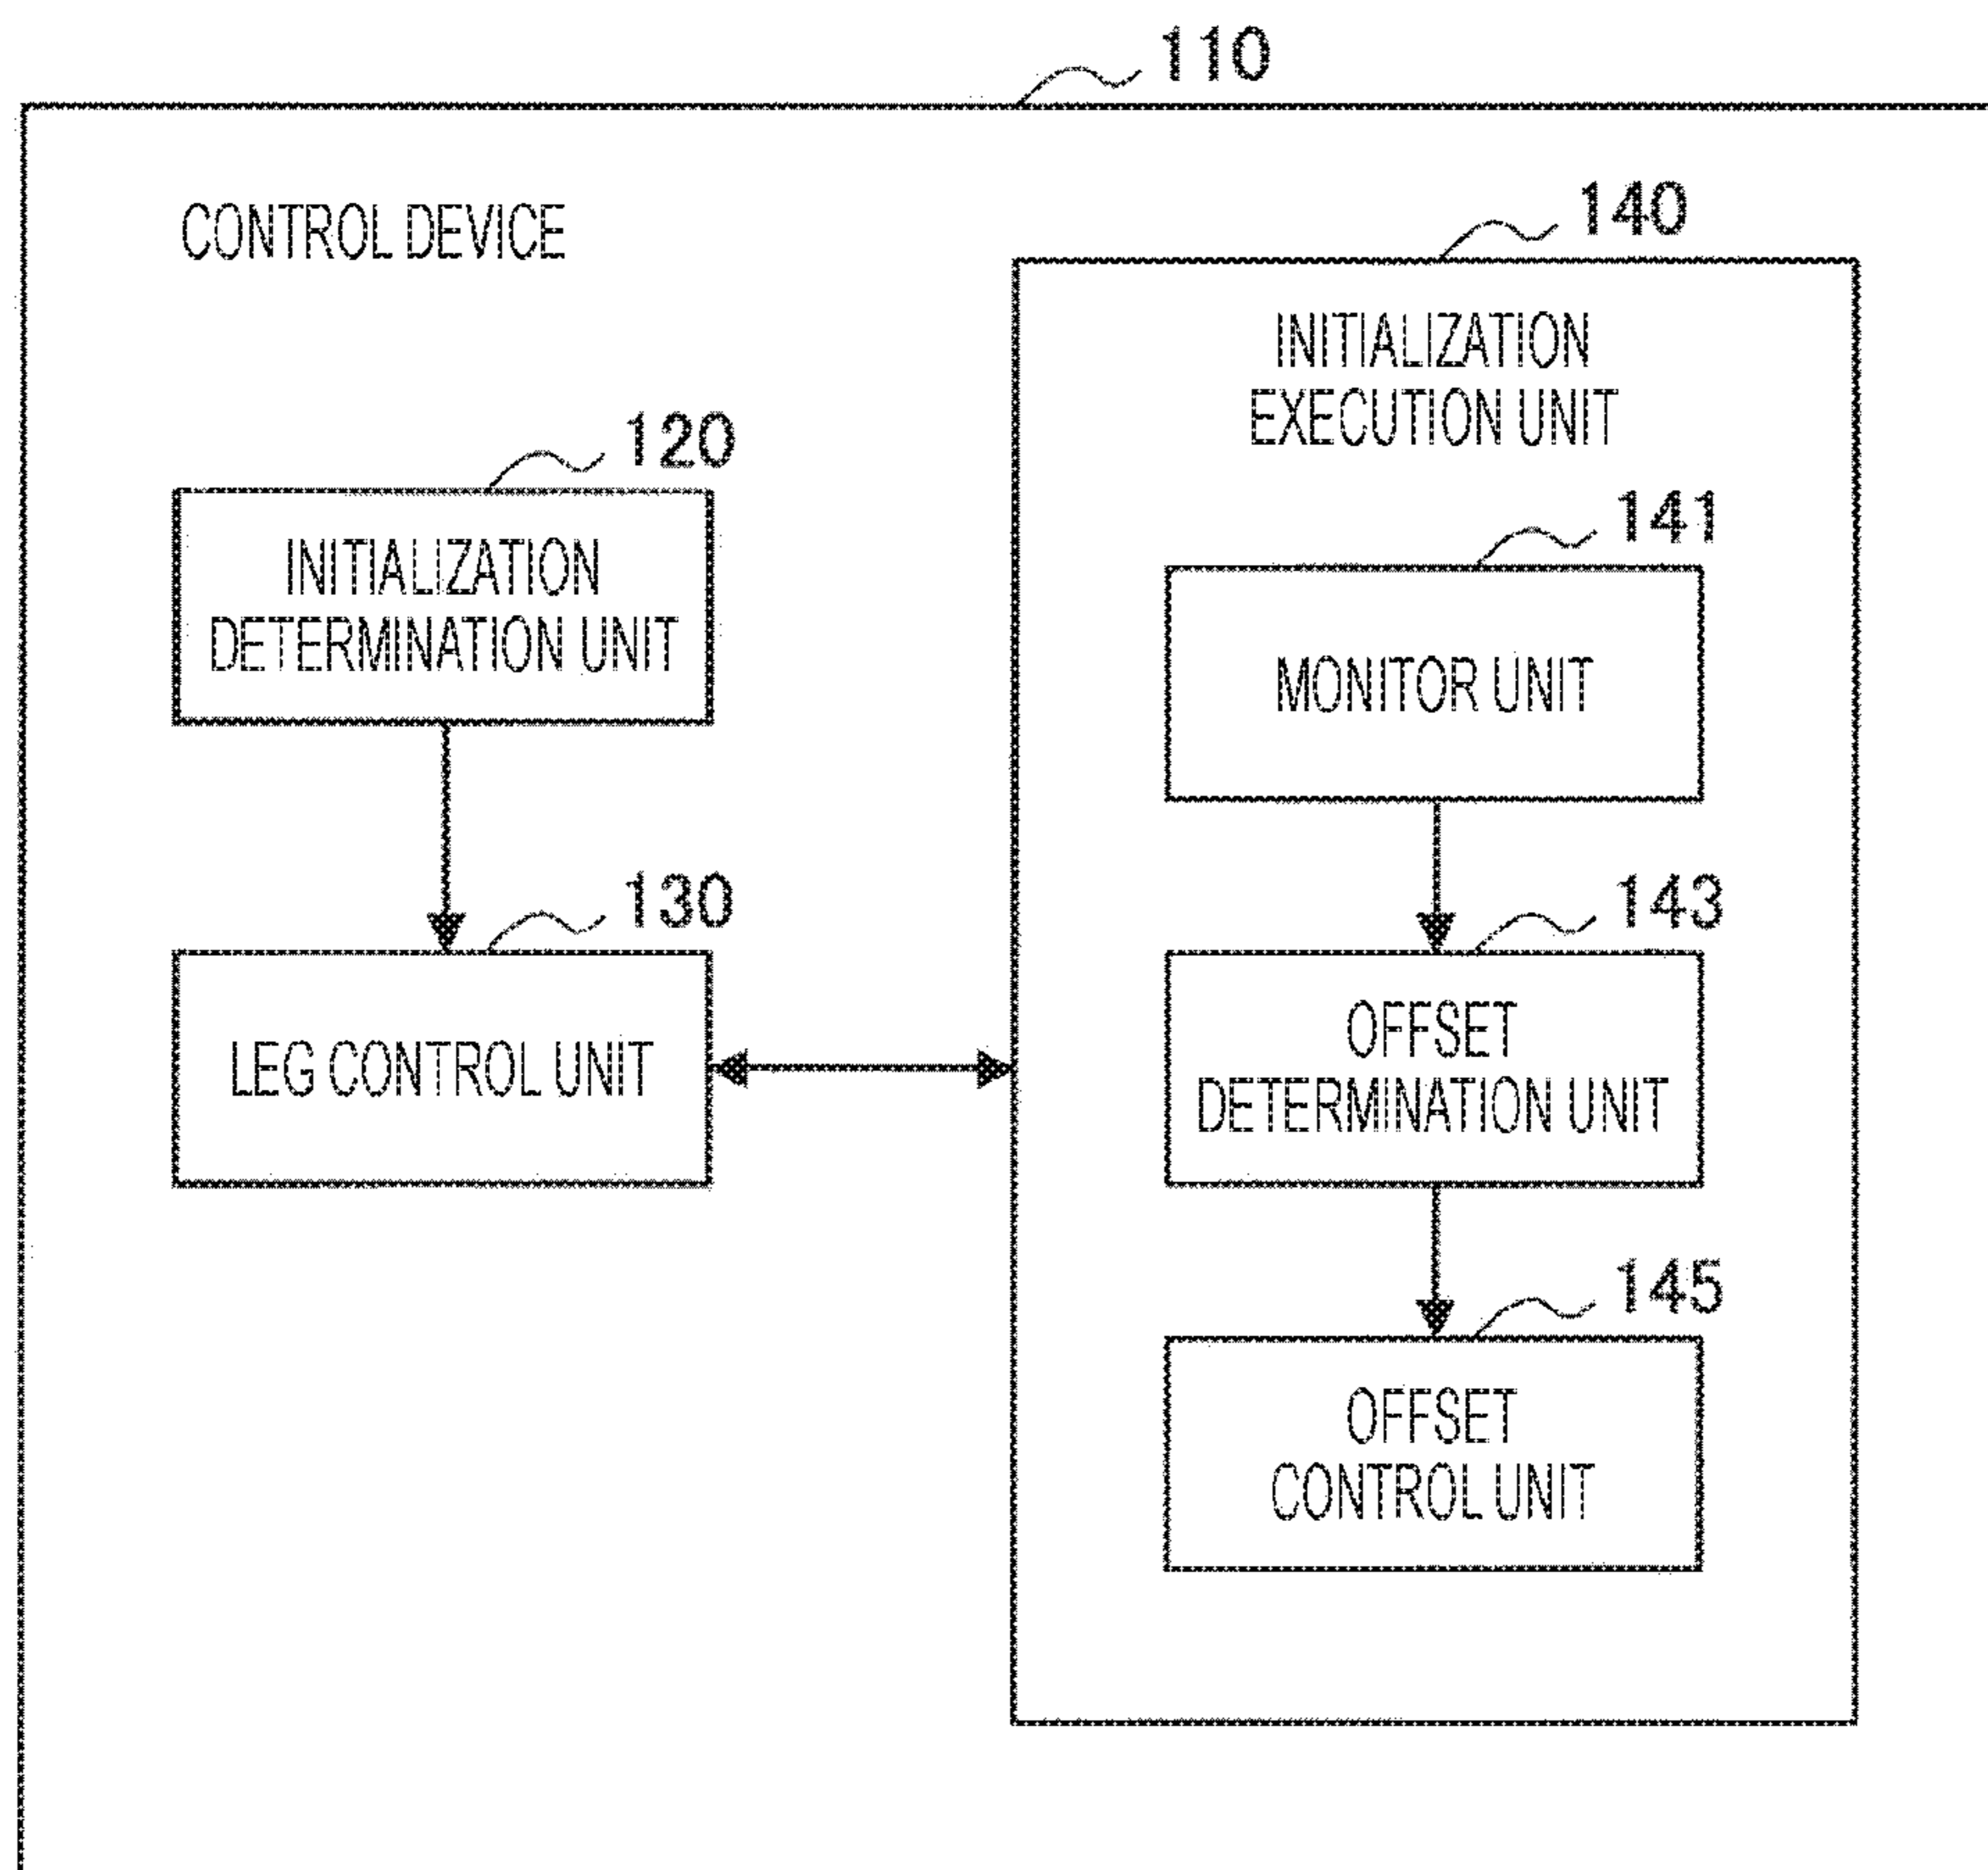 110
CONTROL DEVICE
140
INITIALIZATION
EXECUTION UNIT
120
INITIALIZATION
DETERMINATION UNIT
141
MONITOR UNIT
130
LEG CONTROL UNIT
143
OFFSET
DETERMINATION UNIT
145
OFFSET
CONTROL UNIT